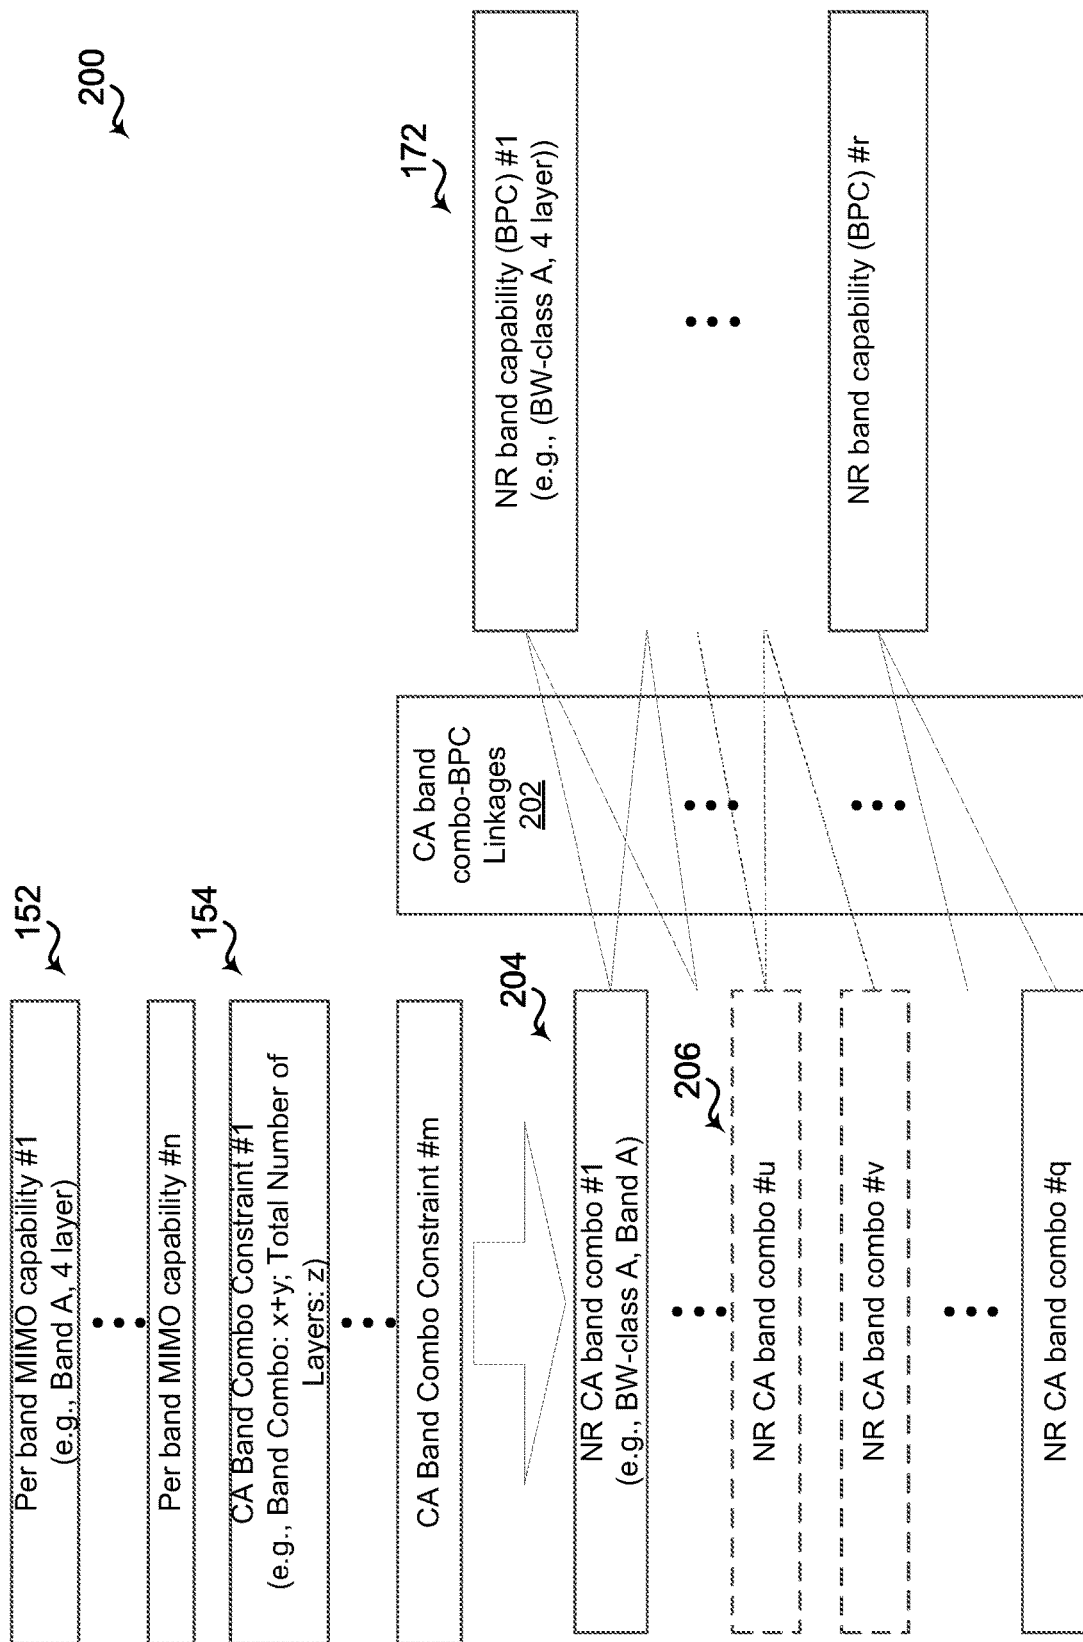 200
152
Per band MIMO capability #1
(e.g., Band A, 4 layer)
Per band MIMO capability #n
154
CA Band Combo Constraint #1
(e.g., Band Combo: x+y; Total Number of
Layers: z)
CA Band Combo Constraint #m
204
NR CA band combo #1
(e.g., BW-class A, Band A)
206
NR CA band combo #u
NR CA band combo #v
NR CA band combo #q
CA band
combo-BPC
Linkages
202
172
NR band capability (BPC) #1
(e.g., (BW-class A, 4 layer))
NR band capability (BPC) #r